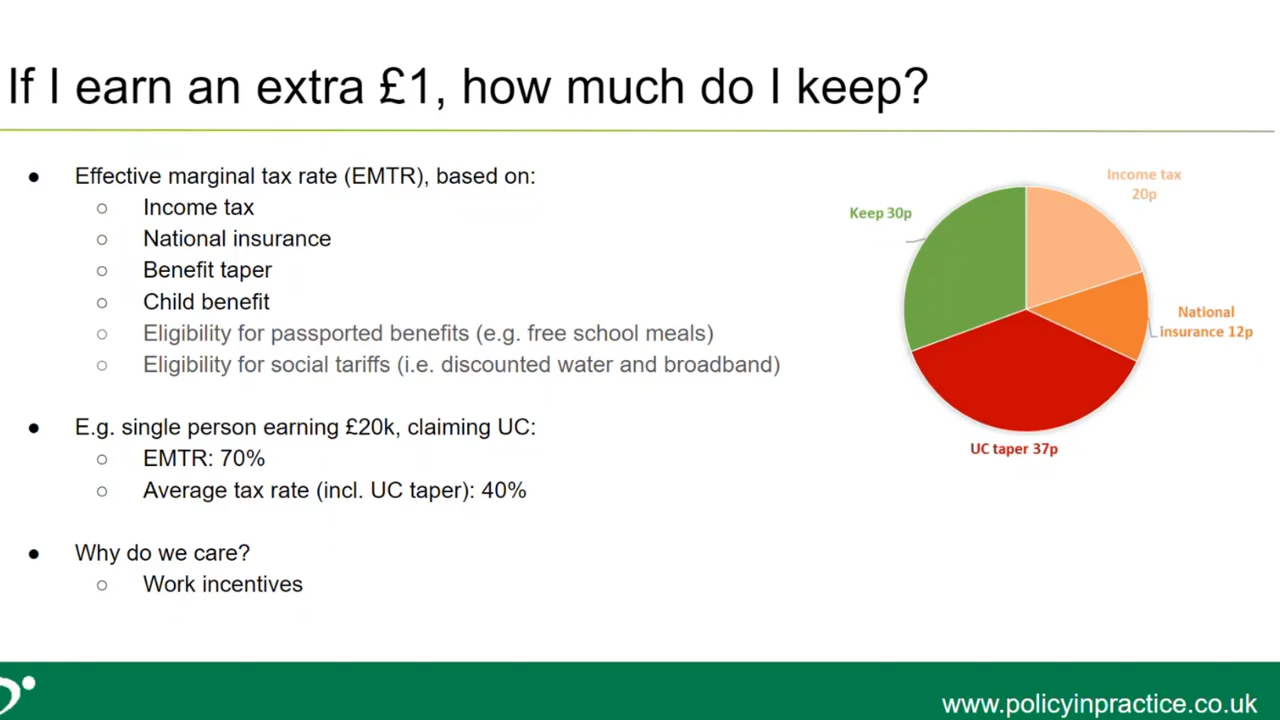 If I earn an extra £1, how much do I keep?
● Effective marginal tax rate (EMTR), based on:
○ Income tax
○ National insurance
○ Benefit taper
○ Child benefit
○ Eligibility for passported benefits (e.g. free school meals)
○ Eligibility for social tariffs (i.e. discounted water and broadband)
● E.g. single person earning £20k, claiming UC:
○ EMTR: 70%
○ Average tax rate (incl. UC taper): 40%
● Why do we care?
○ Work incentives
Income tax
20p
Keep 30p
National
insurance 12p
UC taper 37p
www.policyinpractice.co.uk